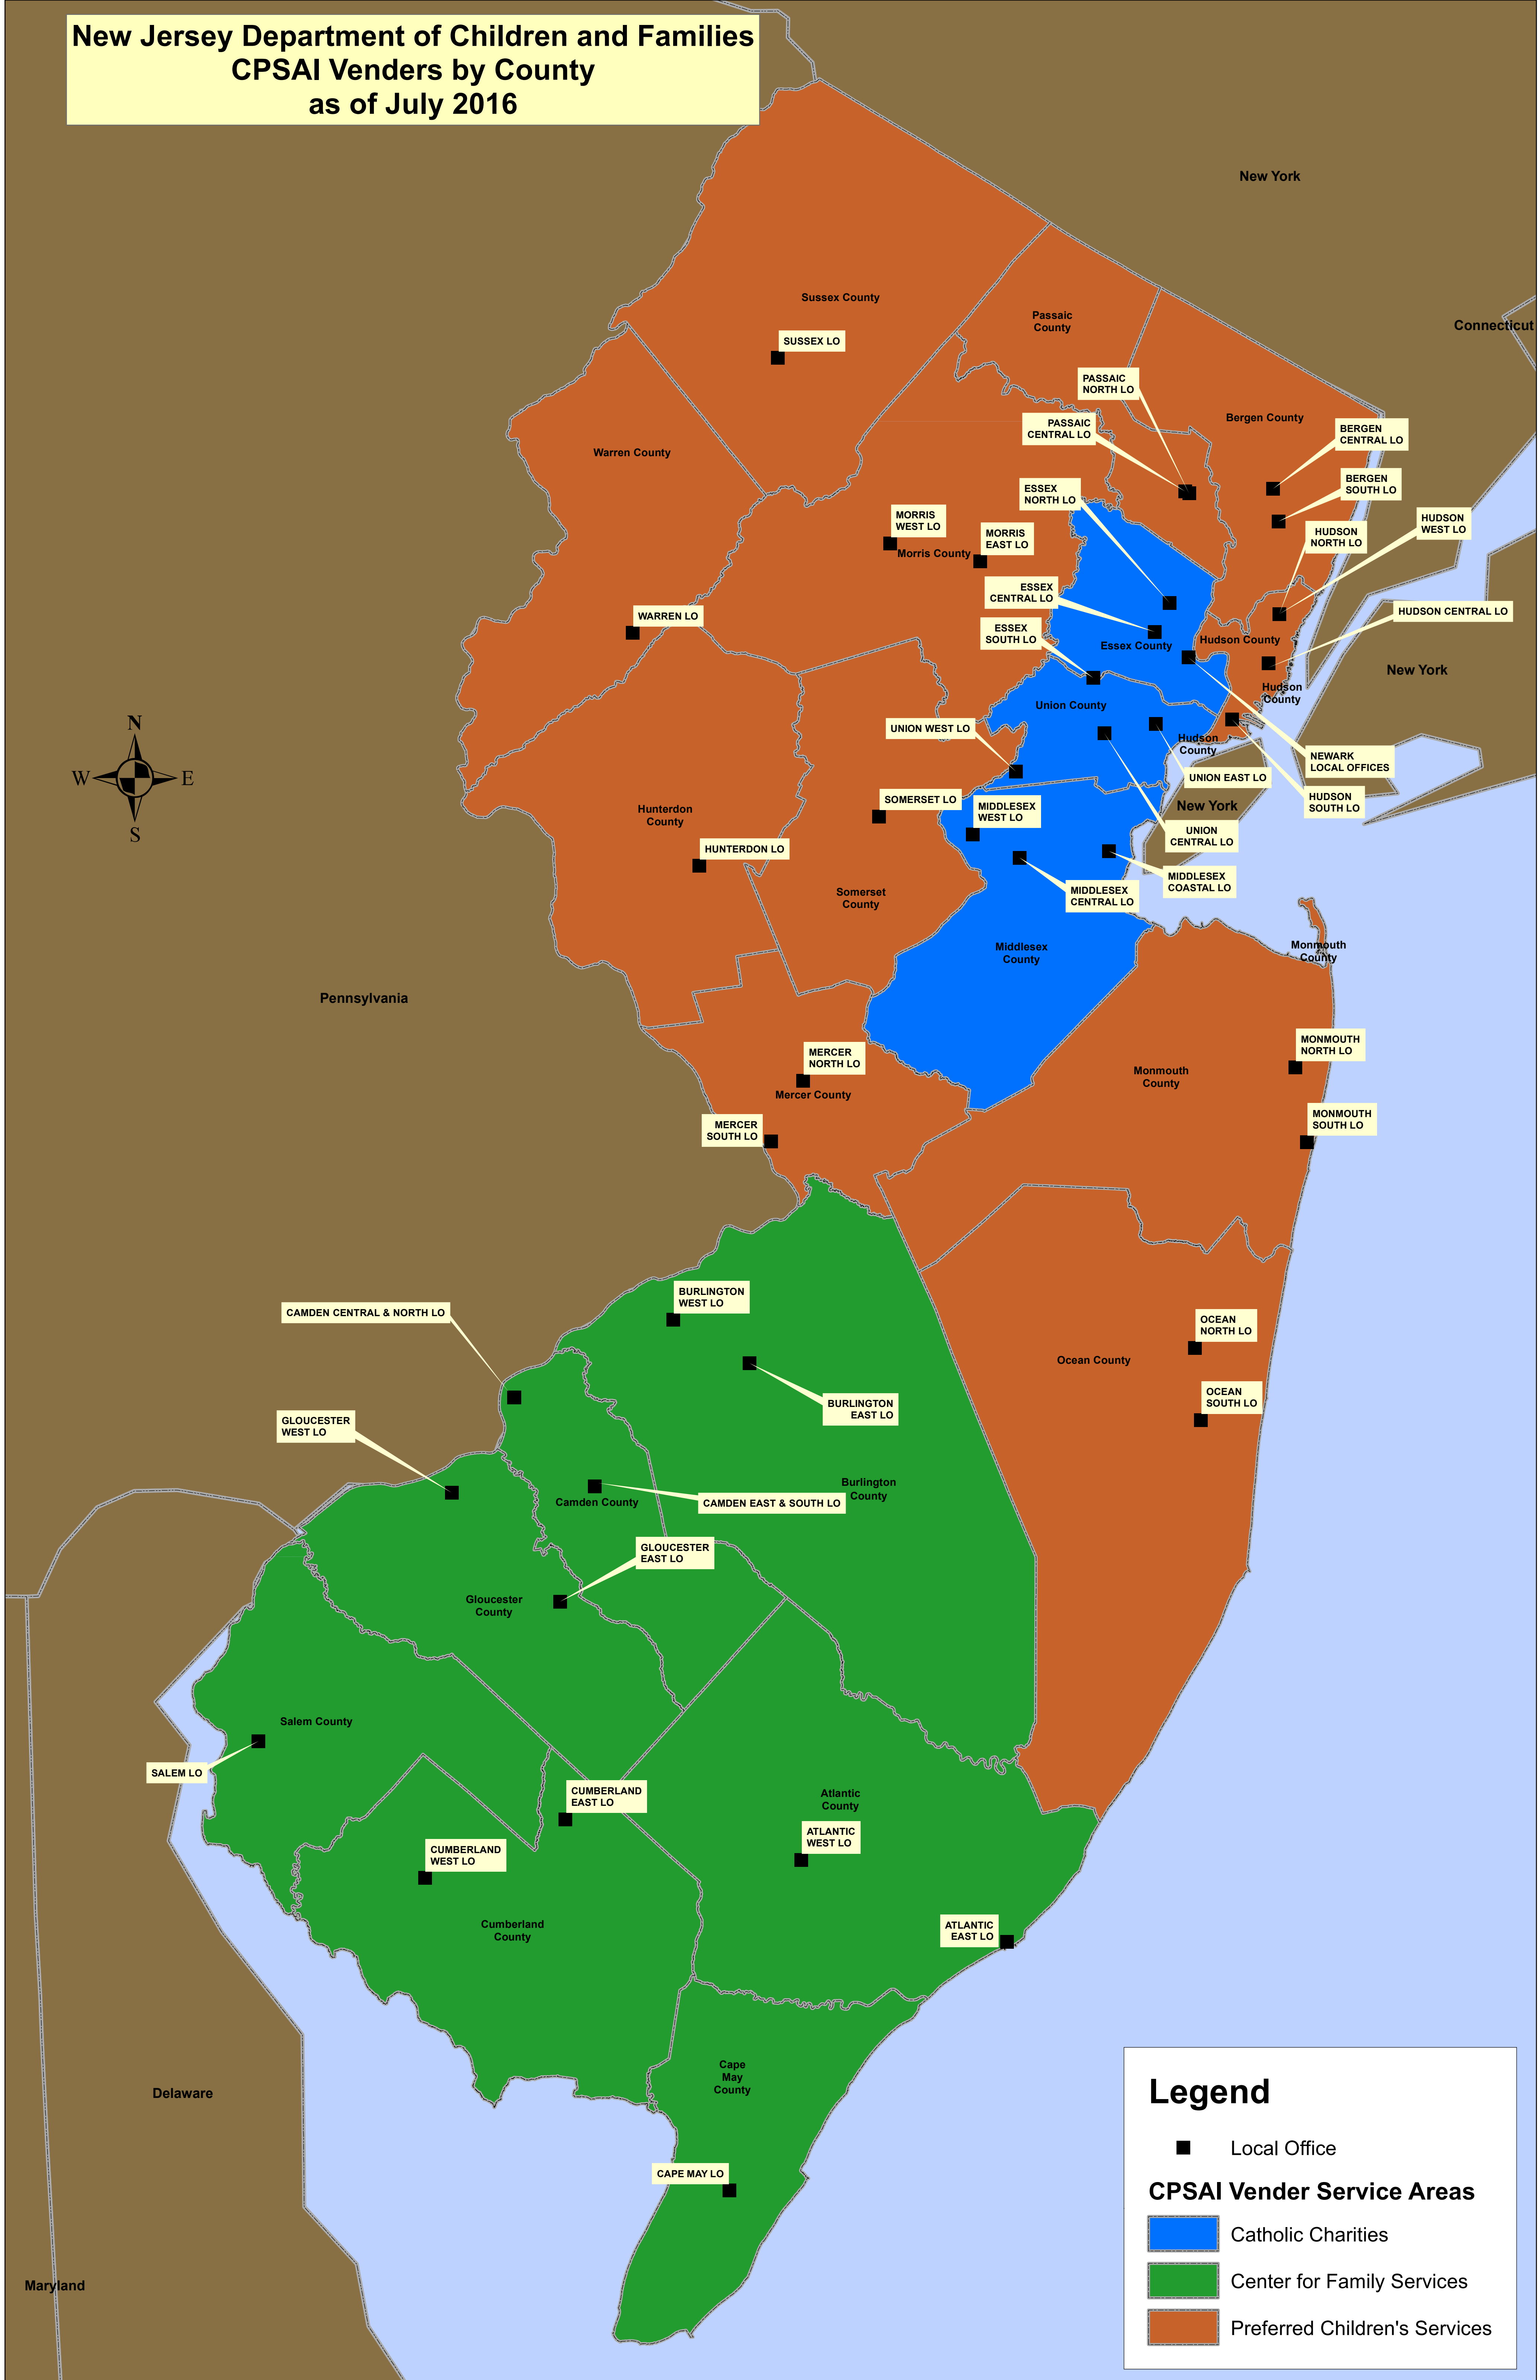 New Jersey Department of Children and Families
CPSAI Venders by County
as of July 2016
New York
Connecticut
Sussex County
Passaic
County
SUSSEX LO
PASSAIC
NORTH LO
Bergen County
PASSAIC
CENTRAL LO
BERGEN
CENTRAL LO
Warren County
BERGEN
SOUTH LO
ESSEX
NORTH LO
MORRIS
WEST LO
HUDSON
WEST LO
HUDSON
NORTH LO
MORRIS
EAST LO
Morris County
ESSEX
CENTRAL LO
WARREN LO
HUDSON CENTRAL LO
ESSEX
SOUTH LO
Essex County
Hudson County
New York
Hudson
County
Union County
UNION WEST LO
Hudson
County
NEWARK
LOCAL OFFICES
UNION EAST LO
N
W
E
S
HUDSON
SOUTH LO
New York
SOMERSET LO
MIDDLESEX
WEST LO
Hunterdon
County
UNION
CENTRAL LO
HUNTERDON LO
MIDDLESEX
COASTAL LO
MIDDLESEX
CENTRAL LO
Somerset
County
Middlesex
County
Monmouth
County
Pennsylvania
MONMOUTH
NORTH LO
MERCER
NORTH LO
Mercer County
Monmouth
County
MONMOUTH
SOUTH LO
MERCER
SOUTH LO
BURLINGTON
WEST LO
CAMDEN CENTRAL & NORTH LO
OCEAN
NORTH LO
Ocean County
OCEAN
SOUTH LO
BURLINGTON
EAST LO
GLOUCESTER
WEST LO
Burlington
County
Camden County
CAMDEN EAST & SOUTH LO
GLOUCESTER
EAST LO
Gloucester
County
Salem County
SALEM LO
CUMBERLAND
EAST LO
Atlantic
County
ATLANTIC
WEST LO
CUMBERLAND
WEST LO
Cumberland
County
ATLANTIC
EAST LO
Cape
May
County
Delaware
CAPE MAY LO
Maryland
Legend
Local Office
CPSAI Vender Service Areas
Catholic Charities
Center for Family Services
Preferred Children's Services